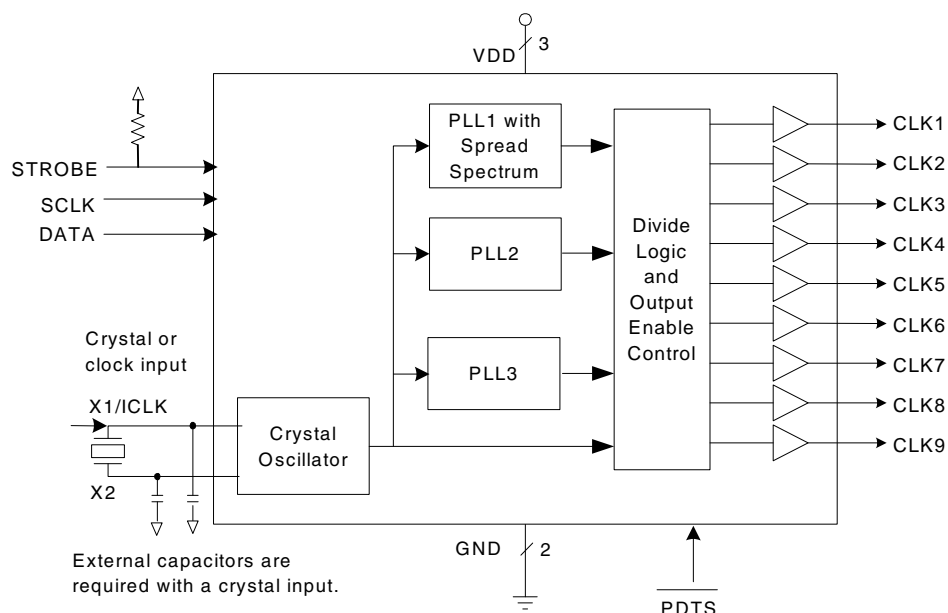 VDD
3
PLL1 with
Spread
Spectrum
STROBE
SCLK
DATA
PLL2
PLL3
Divide
Logic
and
Output
Enable
Control
CLK1
CLK2
CLK3
CLK4
CLK5
CLK6
CLK7
CLK8
CLK9
Crystal or
clock input
X1/ICLK
X2
Crystal
Oscillator
External capacitors are
required with a crystal input.
GND
2
PDTS